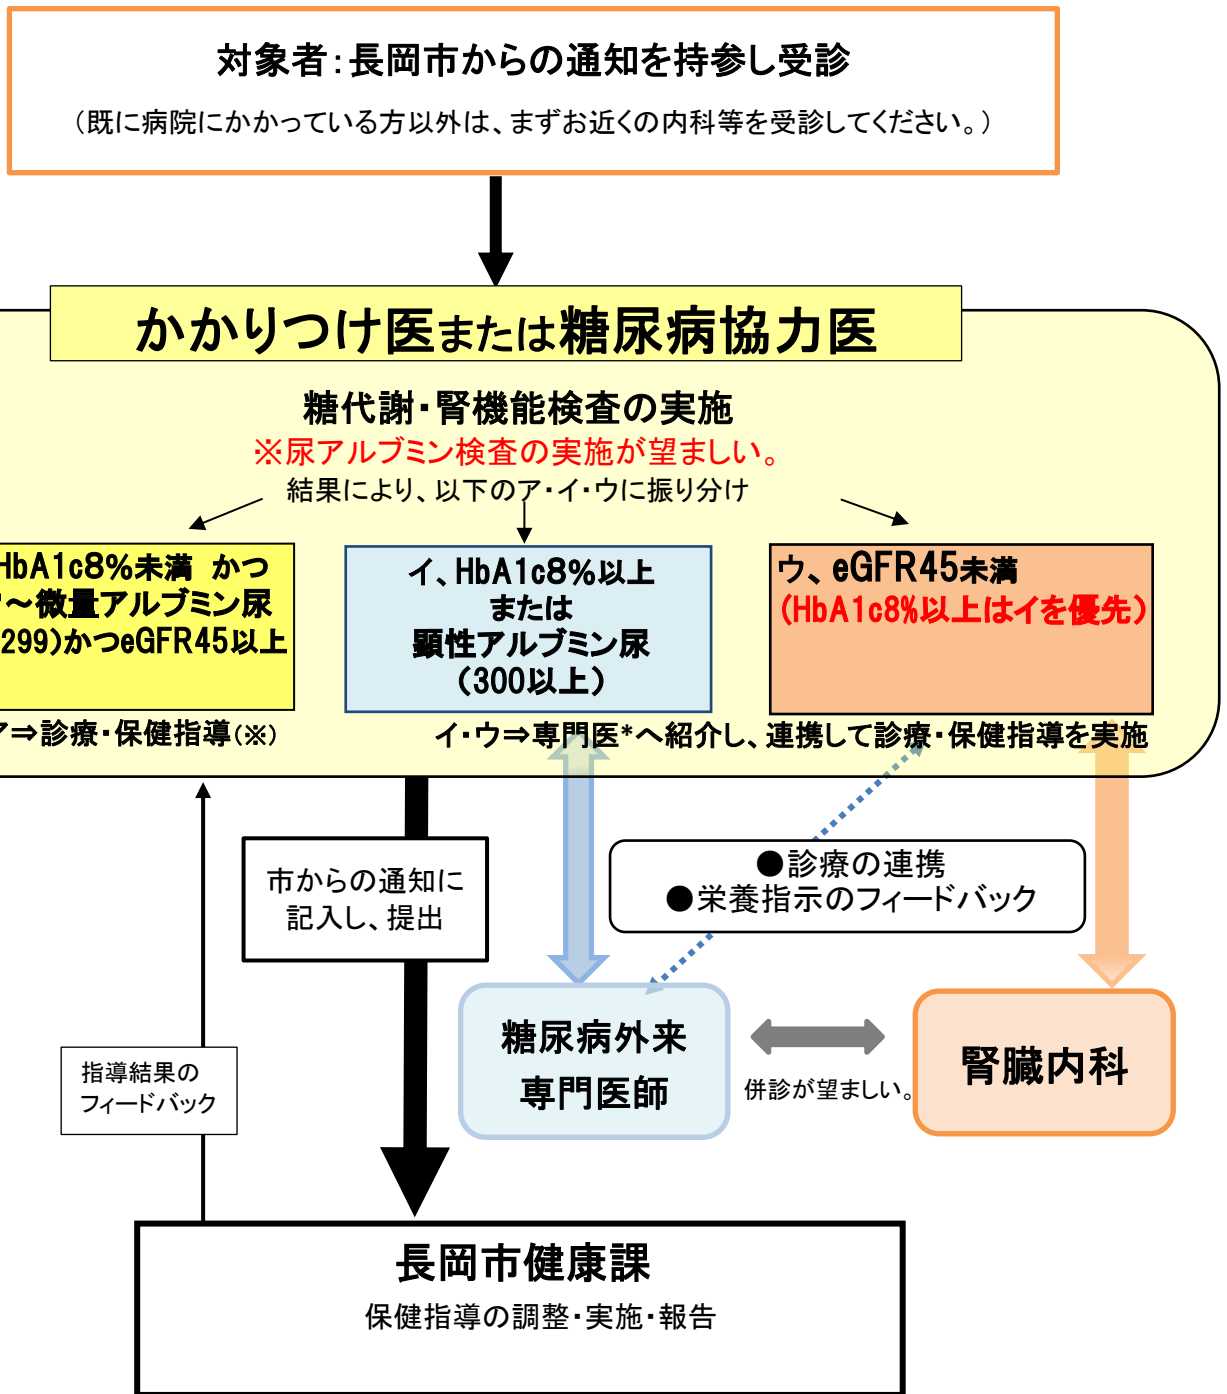 対象者：長岡市からの通知を持参し受診
（既に病院にかかっている方以外は、まずお近くの内科等を受診してください。）
かかりつけ医または糖尿病協力医
糖代謝・腎機能検査の実施
※尿アルブミン検査の実施が望ましい。
結果により、以下のア・イ・ウに振り分け
HbA1c8%未満 かつ
～微量アルブミン尿
299)かつeGFR45以上
イ、HbA1c8%以上
または
顕性アルブミン尿
（300以上）
ウ、eGFR45未満
(HbA1c8%以上はイを優先)
ア⇒診療・保健指導(※)
イ・ウ⇒専門医*へ紹介し、連携して診療・保健指導を実施
市からの通知に
記入し、提出
●診療の連携
●栄養指示のフィードバック
糖尿病外来
専門医師
併診が望ましい。
腎臓内科
指導結果の
フィードバック
長岡市健康課
保健指導の調整・実施・報告